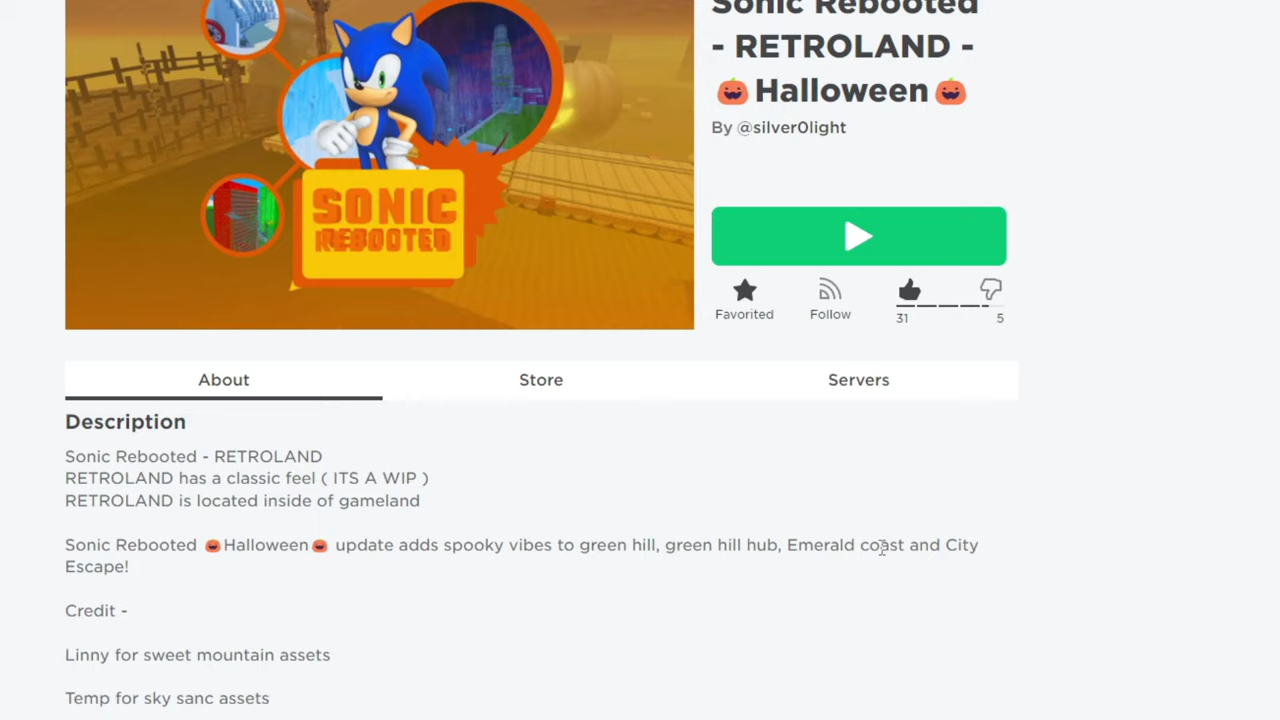 Sonic Rebooted
- RETROLAND -
🎃Halloween🎃
By @silver0light
SONIC
REBOOTED
Favorited
Follow
31
5
About
Store
Servers
Description
Sonic Rebooted - RETROLAND
RETROLAND has a classic feel ( ITS A WIP )
RETROLAND is located inside of gameland
Sonic Rebooted 🎃Halloween🎃 update adds spooky vibes to green hill, green hill hub, Emerald coast and City
Escape!
Credit -
Linny for sweet mountain assets
Temp for sky sanc assets